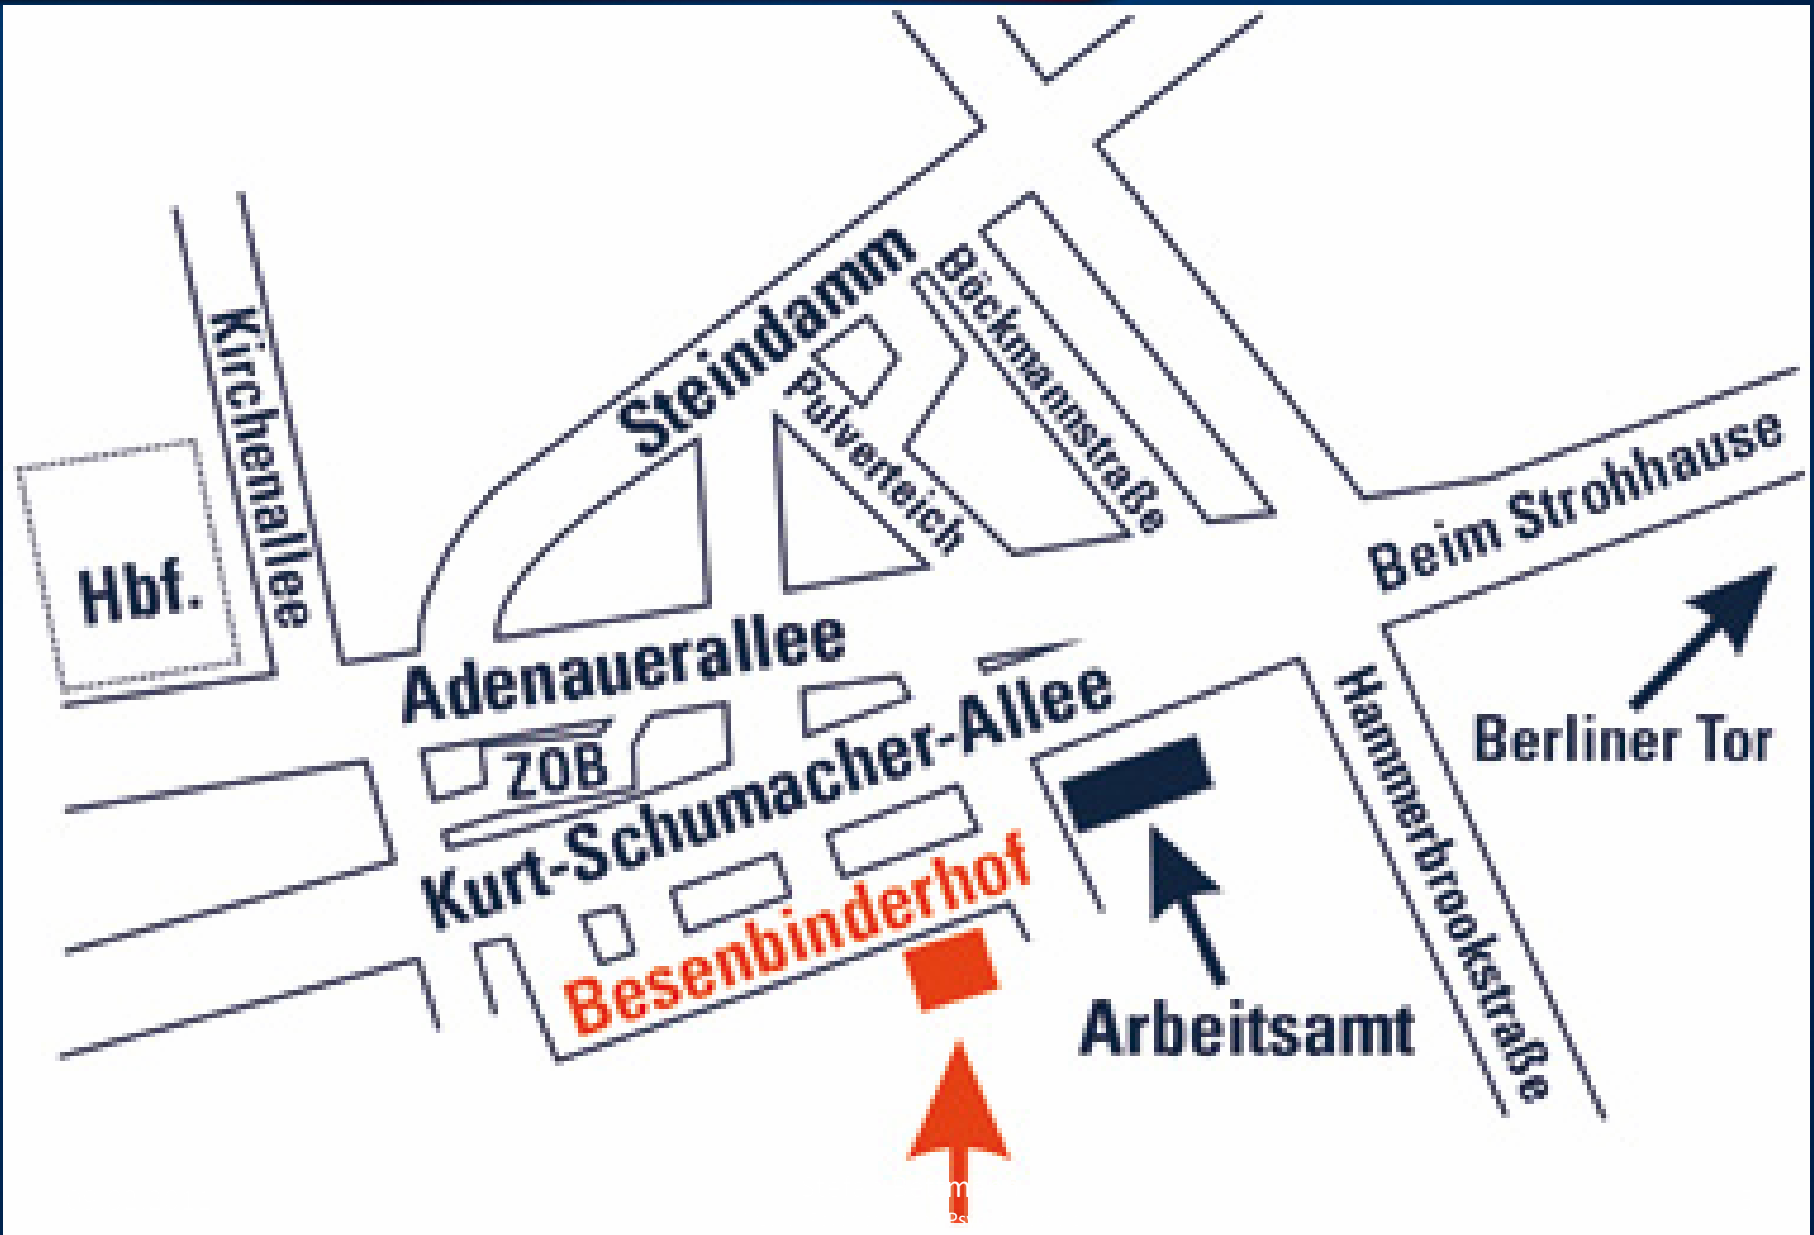 Steindamm
Böckmannstraße
Kirchenallee
Pulverteich
Beim Strohhause
Hbf.
Adenauerallee
Kurt-Schumacher-Allee
ZOB
Berliner Tor
Hammerbrookstraße
Besenbinderhof
Arbeitsamt